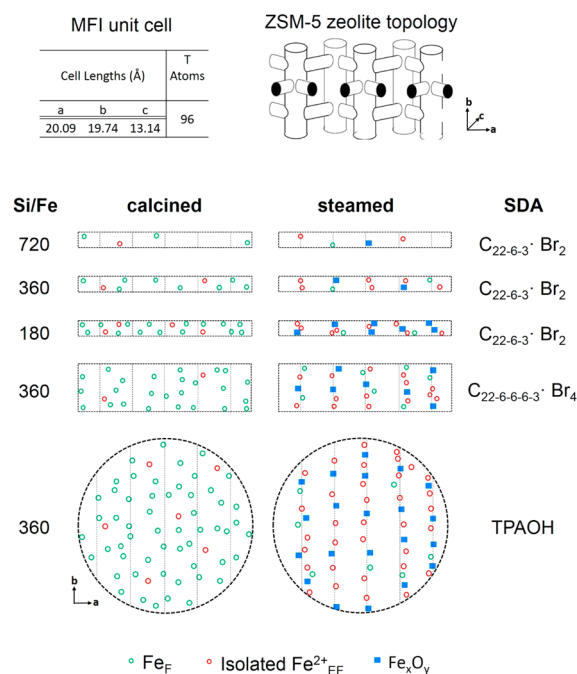 MFI unit cell
ZSM-5 zeolite topology
Cell Lengths (Å)
T
Atoms
a b c
20.09 19.74 13.14
96
b
c
a
Si/Fe calcined steamed SDA
720 C22-6-3· Br2
360 C22-6-3· Br2
180 C22-6-3· Br2
360 C22-6-6-6-3· Br4
360 TPAOH
b
a
FeF Isolated Fe2+EF FexOy